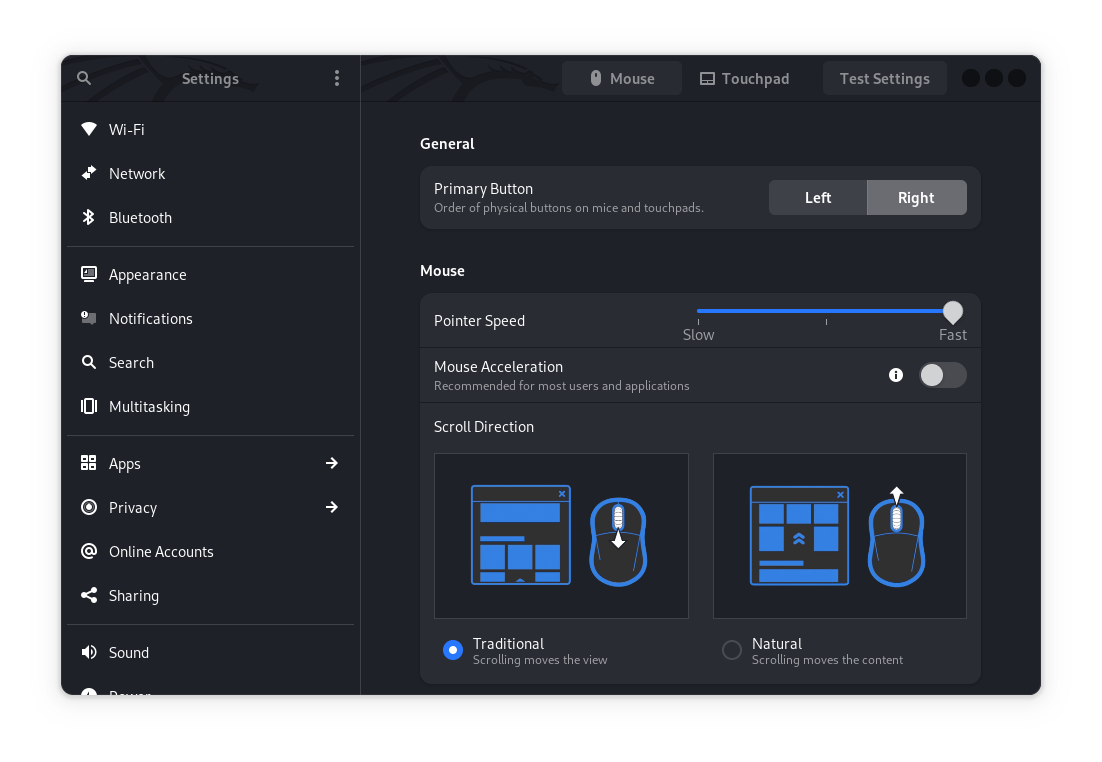 Settings
Mouse
Touchpad
Test Settings
Wi-Fi
Network
Bluetooth
Appearance
Notifications
Search
Multitasking
Apps
Privacy
Online Accounts
Sharing
Sound
Power
General
Primary Button
Order of physical buttons on mice and touchpads.
Left
Right
Mouse
Pointer Speed
Slow
Fast
Mouse Acceleration
Recommended for most users and applications
Scroll Direction
Traditional
Scrolling moves the view
Natural
Scrolling moves the content